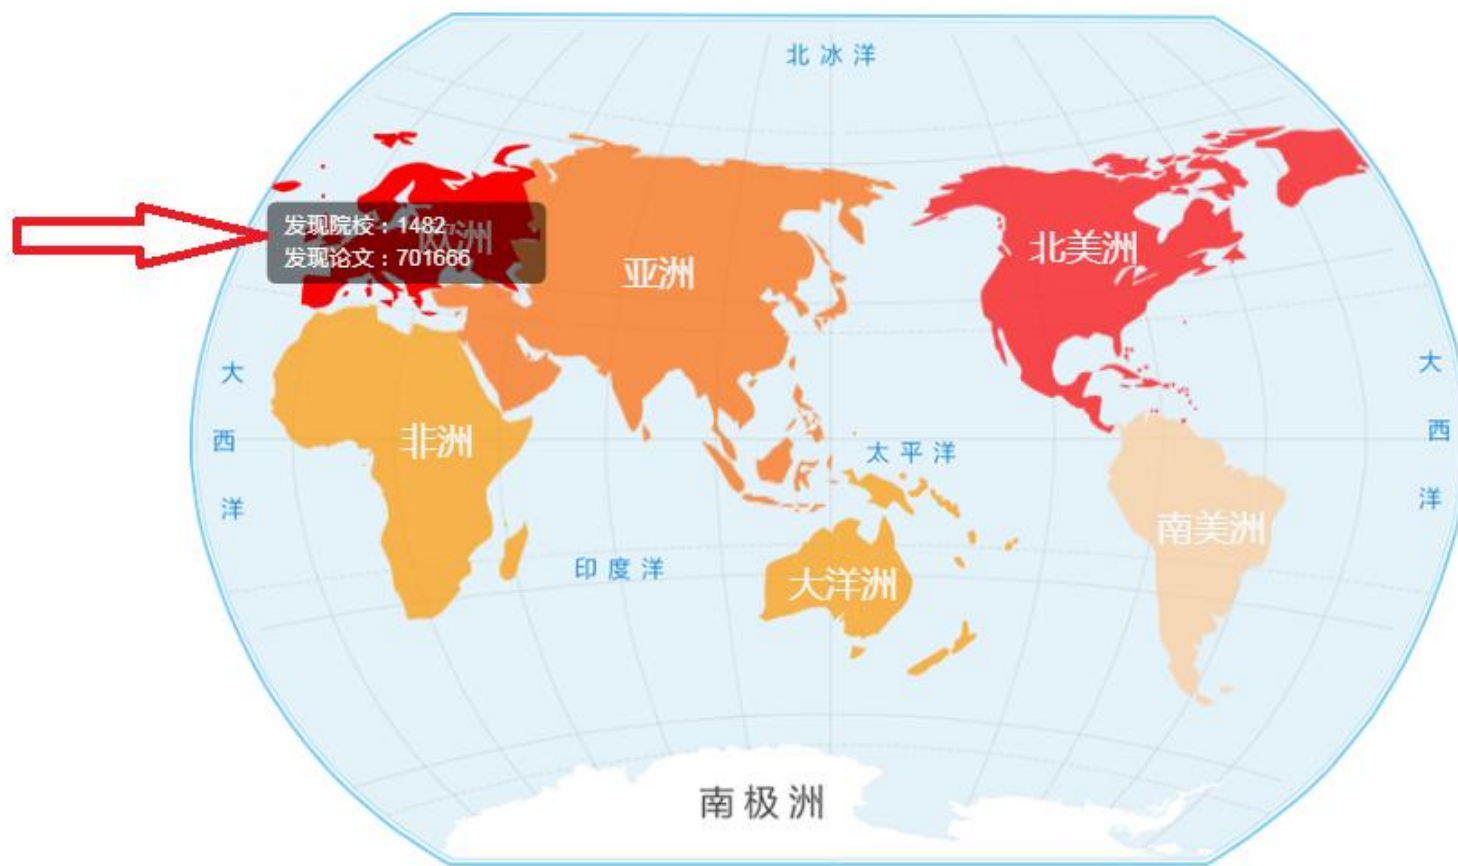 北冰洋
发现院校：1482
欧洲
发现论文：701666
亚洲
北美洲
大
西
洋
大
西
洋
非洲
太平洋
南美洲
印度洋
大洋洲
南极洲